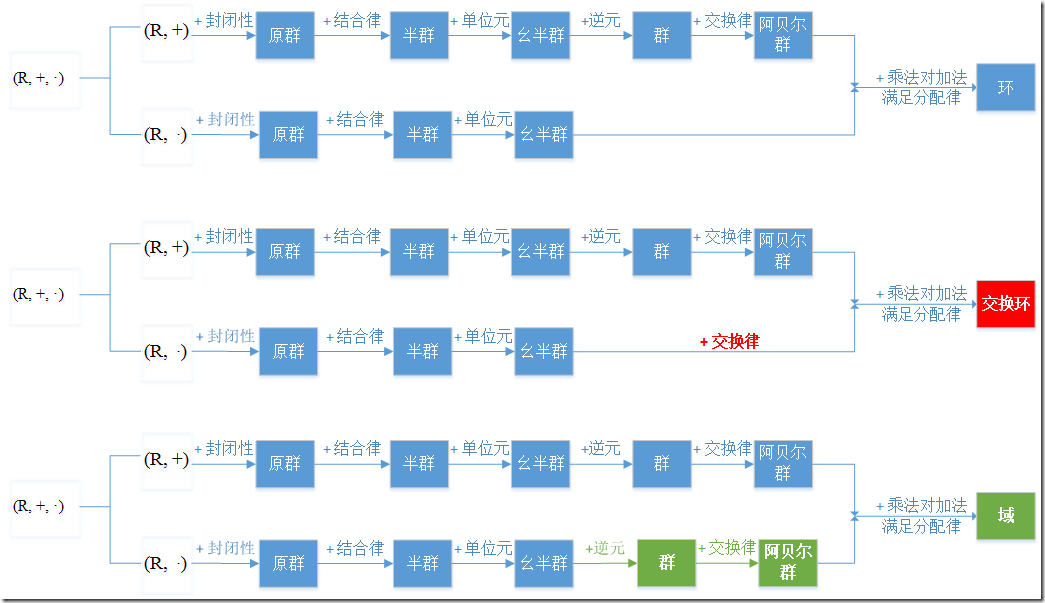 (R, +) + 封闭性 原群 + 结合律 半群 + 单位元 幺半群 +逆元 群 + 交换律 阿贝尔
群
(R, +, ·) + 乘法对加法
满足分配律 环
(R, ·) + 封闭性 原群 + 结合律 半群 + 单位元 幺半群
(R, +) + 封闭性 原群 + 结合律 半群 + 单位元 幺半群 +逆元 群 + 交换律 阿贝尔
群
(R, +, ·) + 乘法对加法
满足分配律 交换环
(R, ·) + 封闭性 原群 + 结合律 半群 + 单位元 幺半群 + 交换律
(R, +) + 封闭性 原群 + 结合律 半群 + 单位元 幺半群 +逆元 群 + 交换律 阿贝尔
群
(R, +, ·) + 乘法对加法
满足分配律 域
(R, ·) + 封闭性 原群 + 结合律 半群 + 单位元 幺半群 +逆元 群 + 交换律 阿贝尔
群